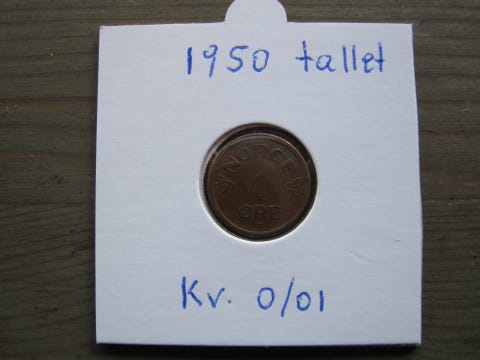 1950 tallet
NORGE
1
ØRE
Kv. 0/01